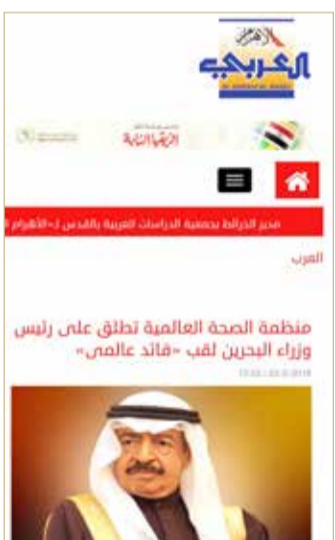 الأهرام
العربي
مدير الخرائط بجمعية الدراسات العربية بالقدس لـ«الأهرام ا
العرب
منظمة الصحة العالمية تطلق على رئيس
وزراء البحرين لقب «قائد عالمى»